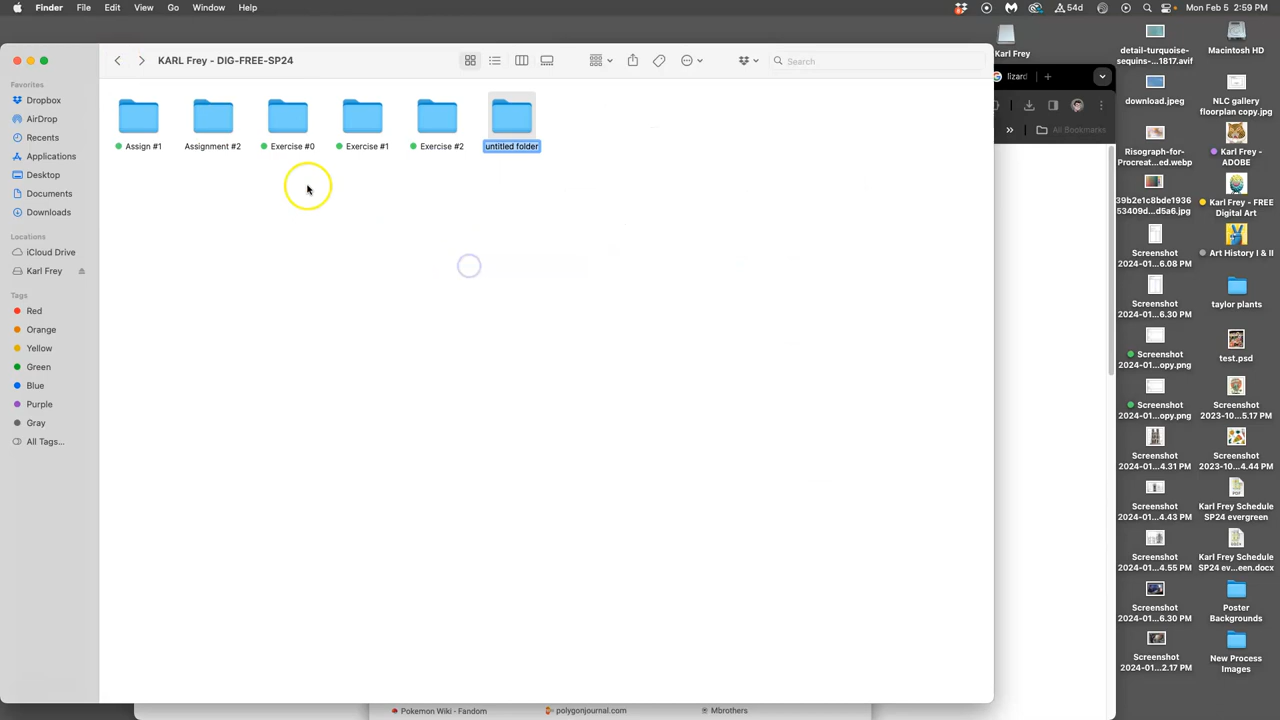 Finder File Edit View Go Window Help
54d
Mon Feb 5 2:59 PM
KARL Frey - DIG-FREE-SP24
Search
Favorites
Dropbox
AirDrop
Recents
Applications
Desktop
Documents
Downloads
Locations
iCloud Drive
Karl Frey
Tags
Red
Orange
Yellow
Green
Blue
Purple
Gray
All Tags...
Assign #1
Assignment #2
Exercise #0
Exercise #1
Exercise #2
untitled folder
Karl Frey
lizard
All Bookmarks
detail-turquoise-
sequins-...1817.avif
download.jpeg
Risograph-for-
Procreat...ed.webp
39b2e1c8bde1936
53409d...d5a6.jpg
Screenshot
2024-01...6.08 PM
Screenshot
2024-01...6.30 PM
Screenshot
2024-01...opy.png
Screenshot
2024-01...opy.png
Screenshot
2024-01...4.31 PM
Screenshot
2024-01...4.43 PM
Screenshot
2024-01...4.55 PM
Screenshot
2024-01...6.30 PM
Screenshot
2024-01...2.17 PM
Macintosh HD
NLC gallery
floorplan copy.jpg
Karl Frey -
ADOBE
Karl Frey - FREE
Digital Art
Art History I & II
taylor plants
test.psd
Screenshot
2023-10...5.17 PM
Screenshot
2023-10...4.44 PM
PDF
Karl Frey Schedule
SP24 evergreen
Karl Frey Schedule
SP24 ev...een.docx
Poster
Backgrounds
New Process
Images
Pokemon Wiki - Fandom
polygonjournal.com
Mbrothers